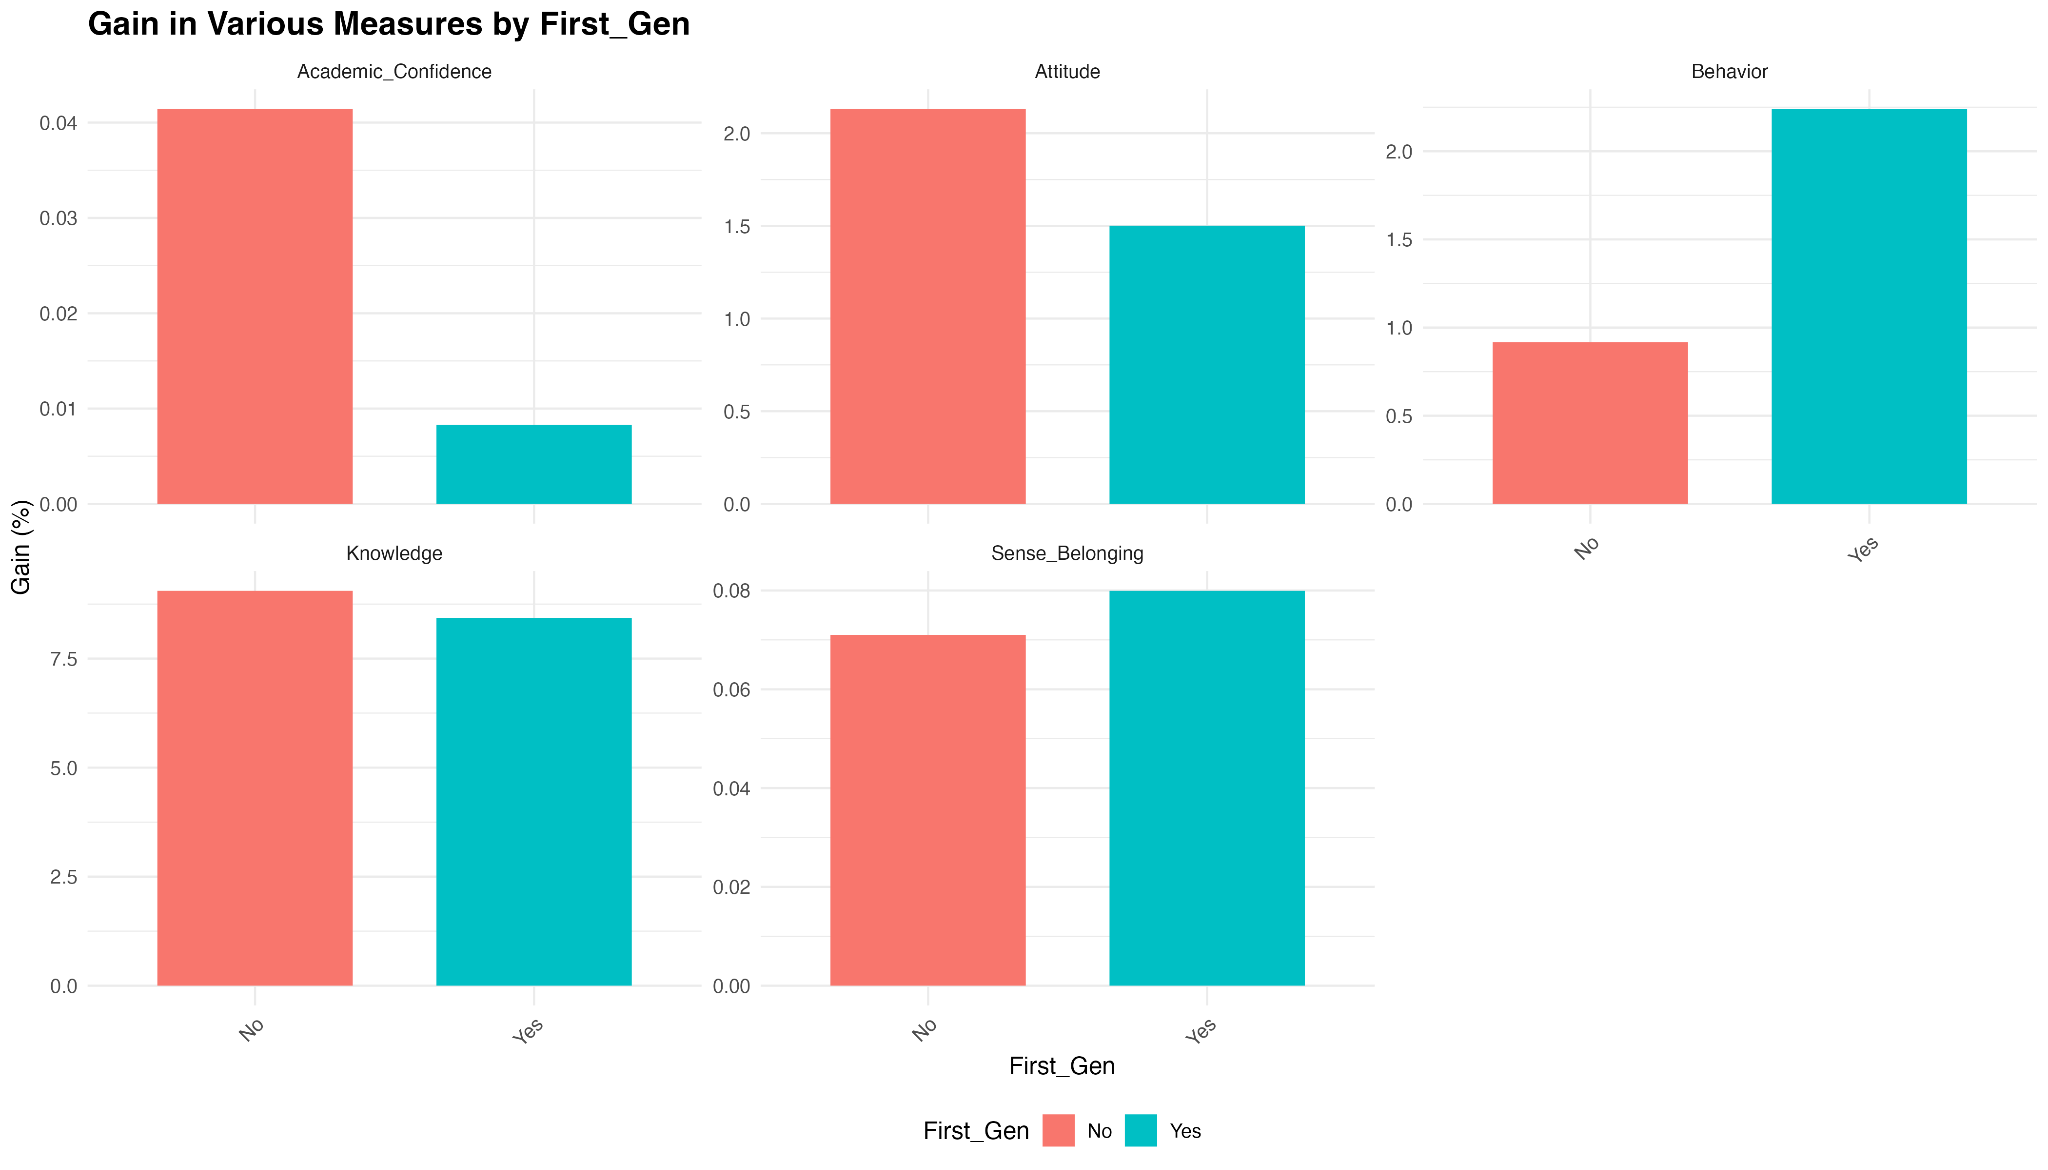 Gain in Various Measures by First_Gen
Academic_Confidence
0.04
0.03
0.02
0.01
0.00
Attitude
2.0
1.5
1.0
0.5
0.0
Behavior
2.0
1.5
1.0
0.5
0.0
No
Yes
Gain (%)
Knowledge
7.5
5.0
2.5
0.0
No
Yes
Sense_Belonging
0.08
0.06
0.04
0.02
0.00
No
Yes
First_Gen
First_Gen No Yes